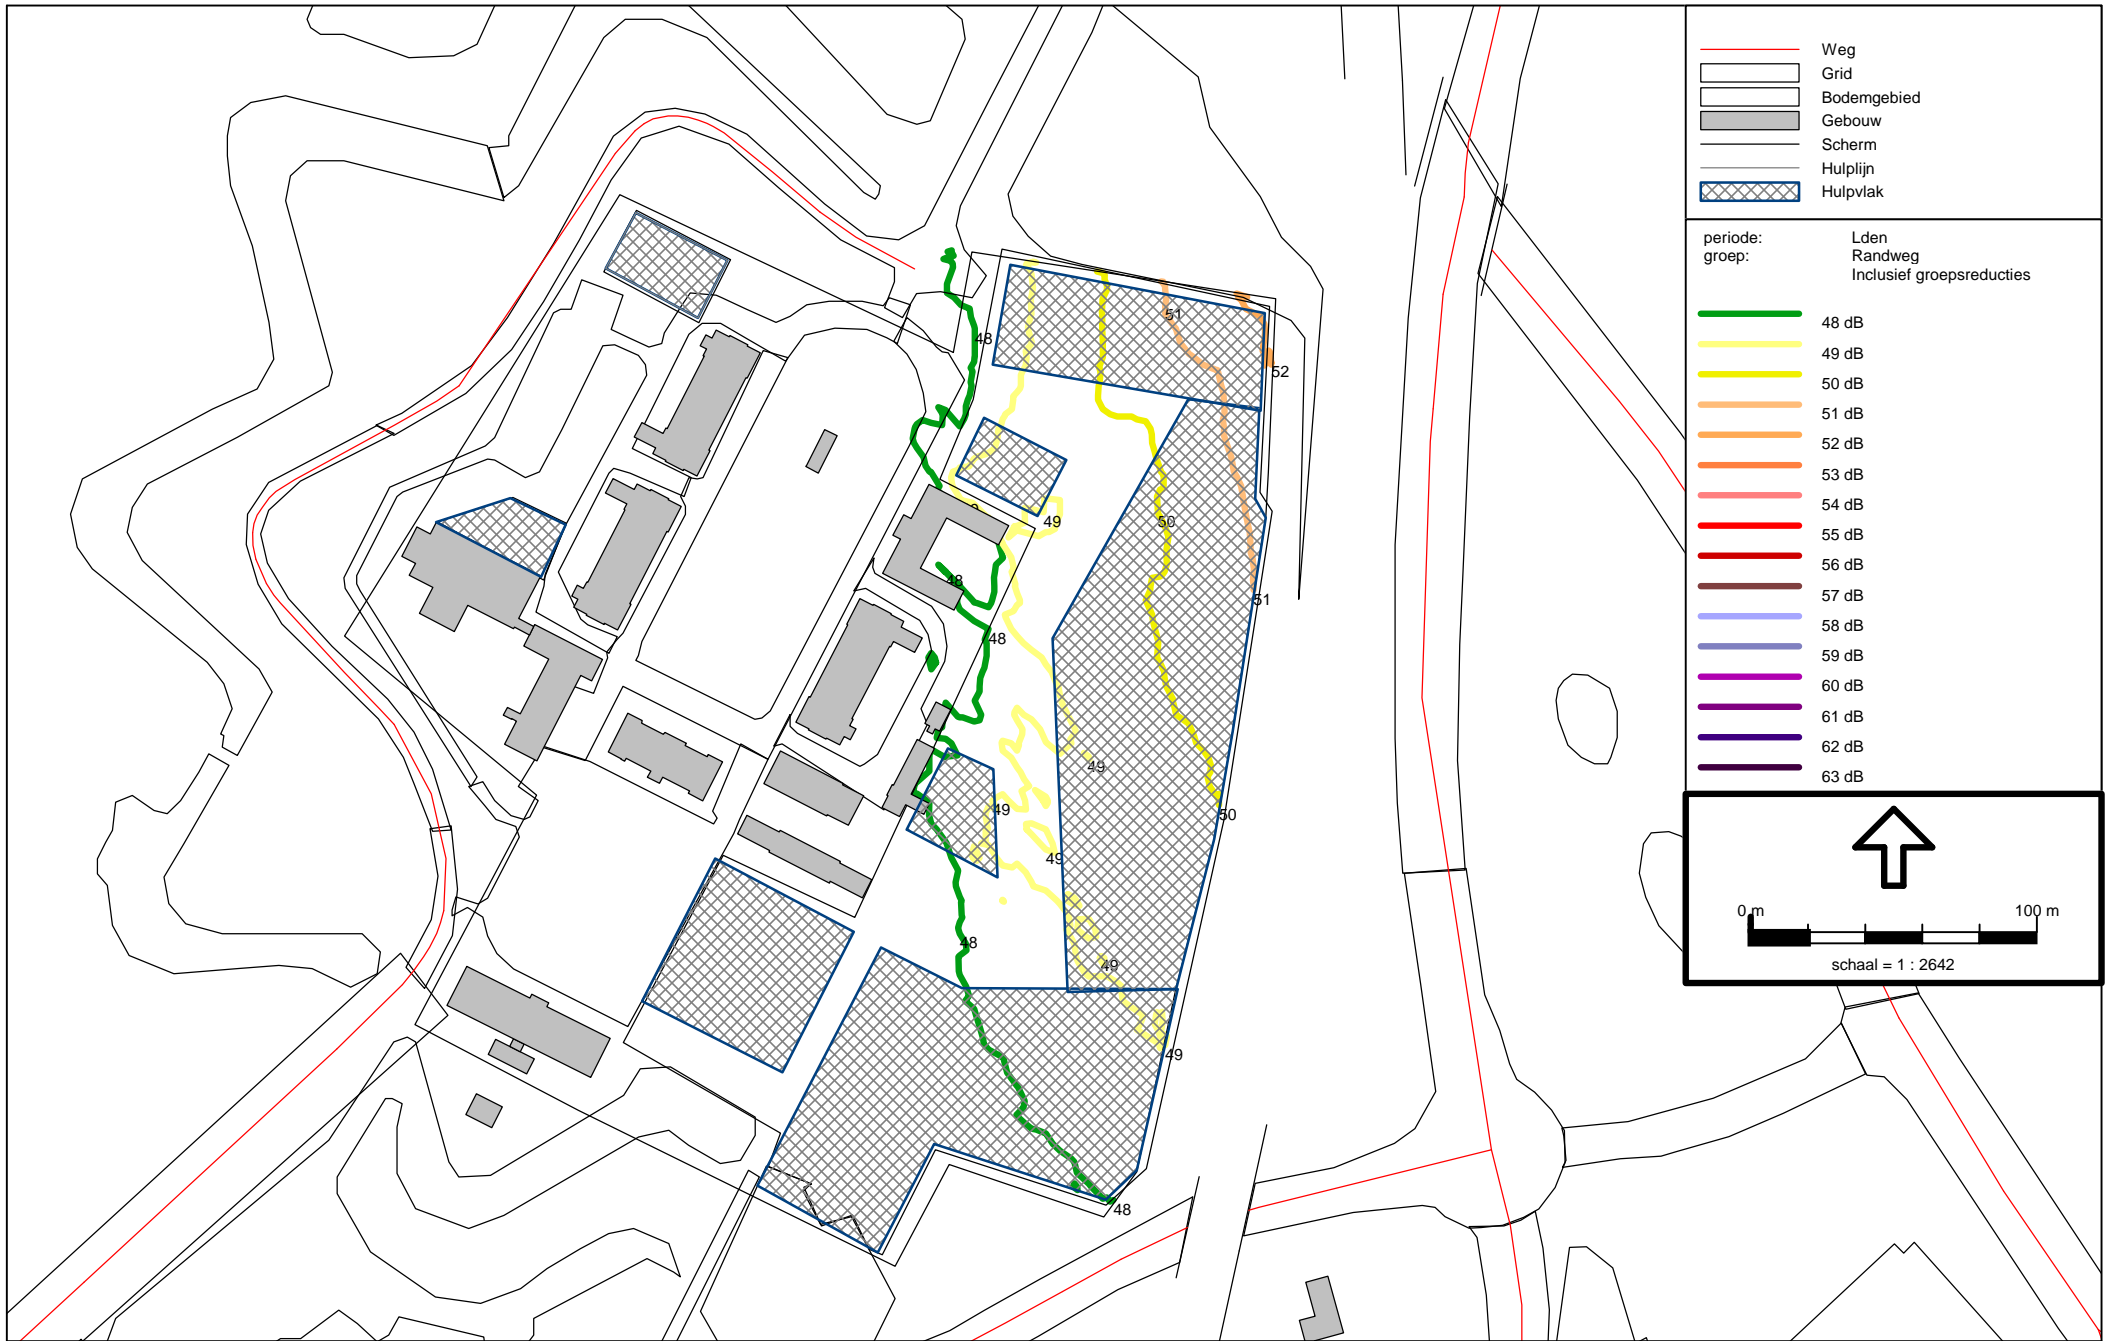 Weg
Grid
Bodemgebied
Gebouw
Scherm
Hulplijn
Hulpvlak
periode: Lden
groep: Randweg
Inclusief groepsreducties
48 dB
49 dB
50 dB
51 dB
52 dB
53 dB
54 dB
55 dB
56 dB
57 dB
58 dB
59 dB
60 dB
61 dB
62 dB
63 dB
0 m 100 m
schaal = 1 : 2642
51
48
52
49
50
48
51
48
49
49
50
49
48
49
49
48